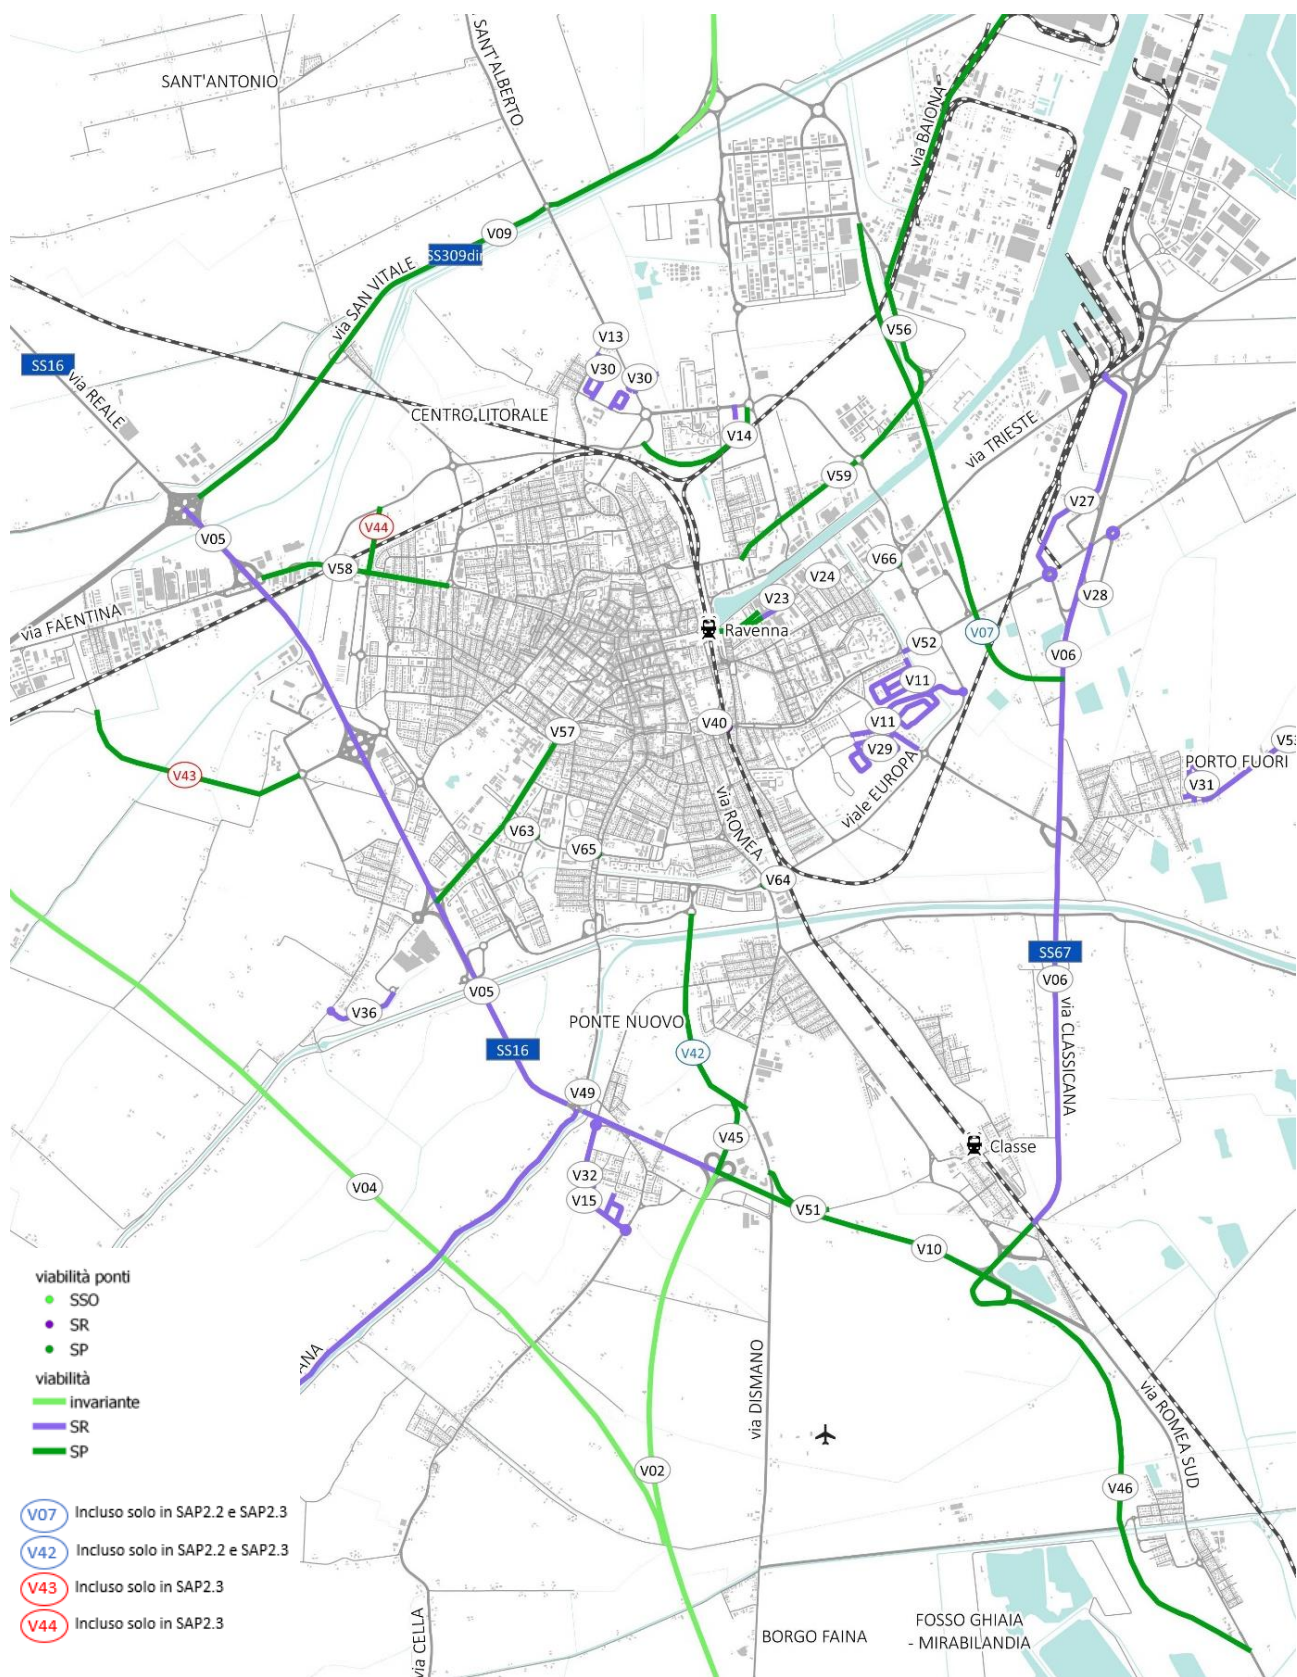 SANT'ANTONIO
SANT'ALBERTO
via BAIONA
V09
SS309dir
via SAN VITALE
V13
V30
V30
V56
SS16
via REALE
CENTRO LITORALE
V14
via TRIESTE
V59
V27
V05
V44
V58
V66
V24
V23
V28
via FAENTINA
Ravenna
V07
V52
V06
V11
V11
V40
V57
V29
V53
PORTO FUORI
V31
V43
viale EUROPA
via ROMEA
V63
V65
V64
SS67
V06
V05
V36
PONTE NUOVO
via CLASSICANA
SS16
V42
V49
V45
Classe
V32
V15
V04
V51
V10
viabilità ponti
SSO
SR
SP
ANA
viabilità
invariante
SR
SP
via DISMANO
via ROMEA SUD
V02
V46
V07 Incluso solo in SAP2.2 e SAP2.3
V42 Incluso solo in SAP2.2 e SAP2.3
V43 Incluso solo in SAP2.3
V44 Incluso solo in SAP2.3
via CELLA
BORGO FAINA
FOSSO GHIAIA
- MIRABILANDIA